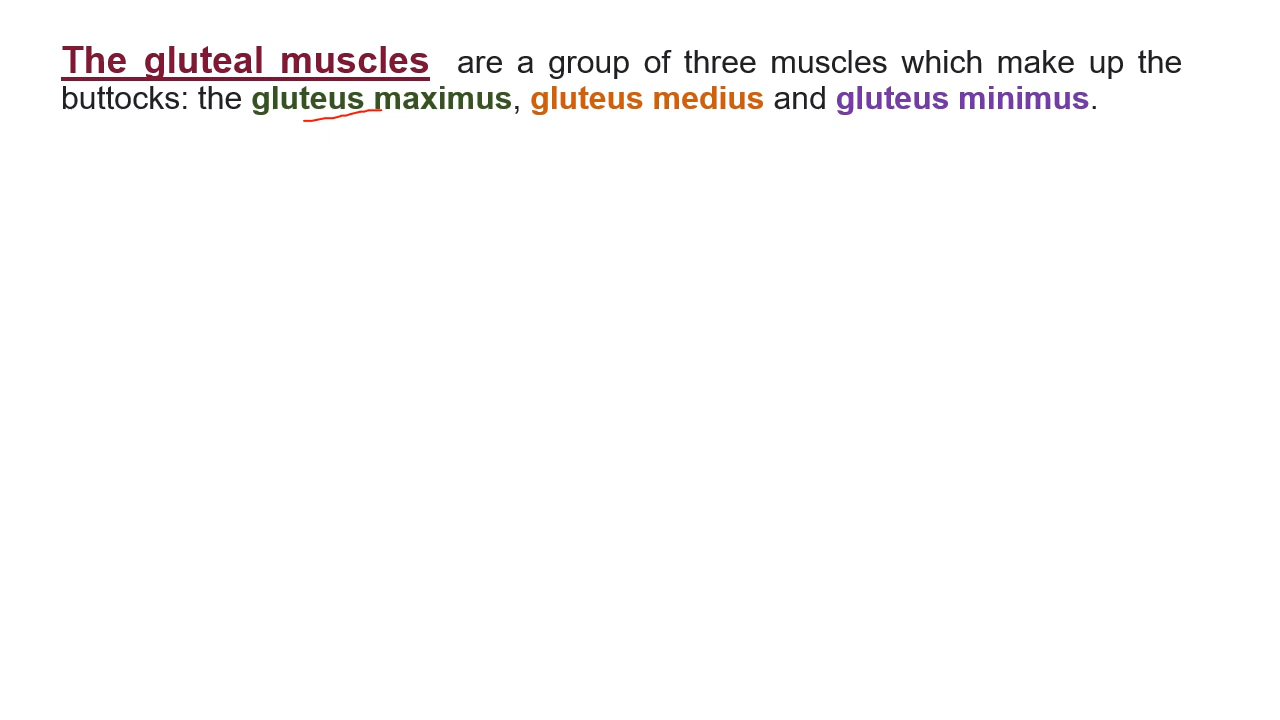 The gluteal muscles are a group of three muscles which make up the
buttocks: the gluteus maximus, gluteus medius and gluteus minimus.